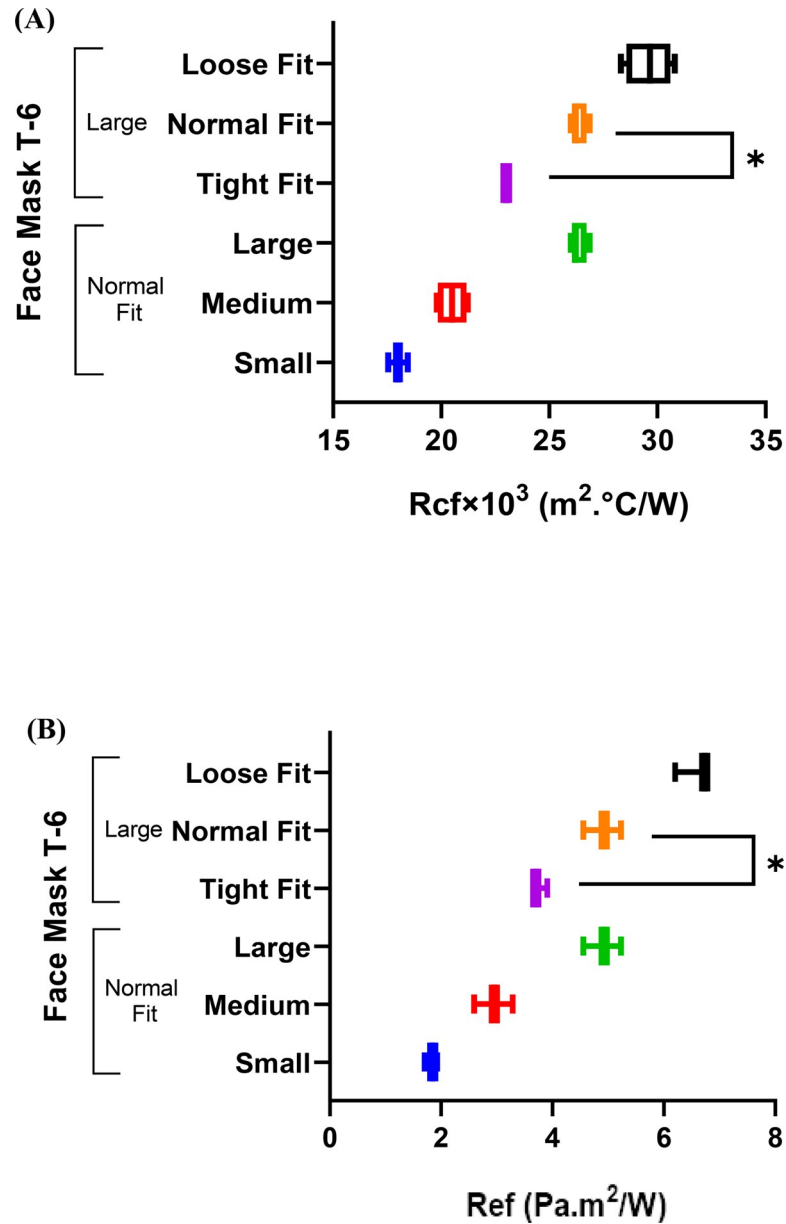 (A)
Face Mask T-6
Large
Normal
Fit
Loose Fit
Normal Fit
Tight Fit
Large
Medium
Small
*
15 20 25 30 35
Rcf×10³ (m².°C/W)
(B)
Face Mask T-6
Large
Normal
Fit
Loose Fit
Normal Fit
Tight Fit
Large
Medium
Small
*
0 2 4 6 8
Ref (Pa.m²/W)